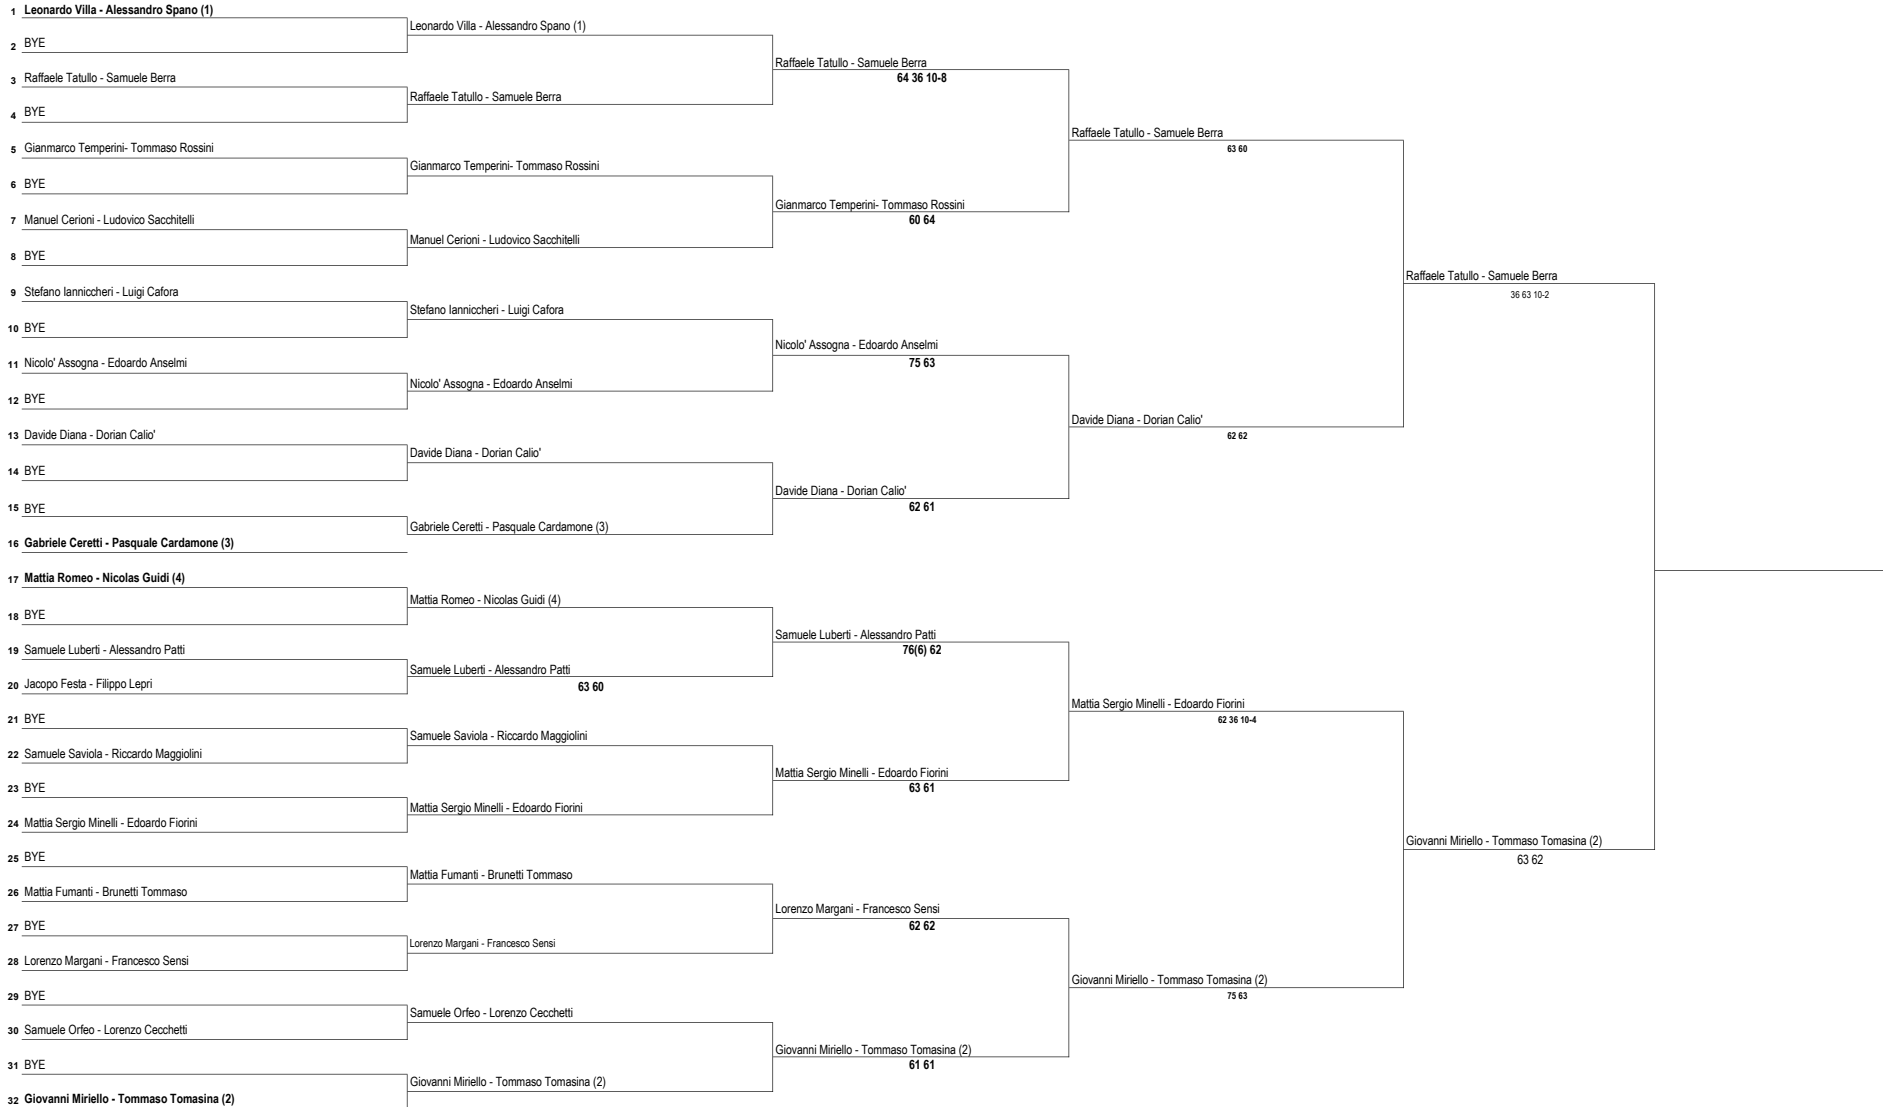 1 Leonardo Villa - Alessandro Spano (1)
2 BYE
3 Raffaele Tatullo - Samuele Berra
4 BYE
5 Gianmarco Temperini- Tommaso Rossini
6 BYE
7 Manuel Cerioni - Ludovico Sacchitelli
8 BYE
9 Stefano Ianniccheri - Luigi Cafora
10 BYE
11 Nicolo' Assogna - Edoardo Anselmi
12 BYE
13 Davide Diana - Dorian Calio'
14 BYE
15 BYE
16 Gabriele Ceretti - Pasquale Cardamone (3)
17 Mattia Romeo - Nicolas Guidi (4)
18 BYE
19 Samuele Luberti - Alessandro Patti
20 Jacopo Festa - Filippo Lepri
21 BYE
22 Samuele Saviola - Riccardo Maggiolini
23 BYE
24 Mattia Sergio Minelli - Edoardo Fiorini
25 BYE
26 Mattia Fumanti - Brunetti Tommaso
27 BYE
28 Lorenzo Margani - Francesco Sensi
29 BYE
30 Samuele Orfeo - Lorenzo Cecchetti
31 BYE
32 Giovanni Miriello - Tommaso Tomasina (2)
Leonardo Villa - Alessandro Spano (1)
Raffaele Tatullo - Samuele Berra
Gianmarco Temperini- Tommaso Rossini
Manuel Cerioni - Ludovico Sacchitelli
Stefano Ianniccheri - Luigi Cafora
Nicolo' Assogna - Edoardo Anselmi
Davide Diana - Dorian Calio'
Gabriele Ceretti - Pasquale Cardamone (3)
Mattia Romeo - Nicolas Guidi (4)
Samuele Luberti - Alessandro Patti
63 60
Samuele Saviola - Riccardo Maggiolini
Mattia Sergio Minelli - Edoardo Fiorini
Mattia Fumanti - Brunetti Tommaso
Lorenzo Margani - Francesco Sensi
Samuele Orfeo - Lorenzo Cecchetti
Giovanni Miriello - Tommaso Tomasina (2)
Raffaele Tatullo - Samuele Berra
64 36 10-8
Gianmarco Temperini- Tommaso Rossini
60 64
Nicolo' Assogna - Edoardo Anselmi
75 63
Davide Diana - Dorian Calio'
62 61
Samuele Luberti - Alessandro Patti
76(6) 62
Mattia Sergio Minelli - Edoardo Fiorini
63 61
Lorenzo Margani - Francesco Sensi
62 62
Giovanni Miriello - Tommaso Tomasina (2)
61 61
Raffaele Tatullo - Samuele Berra
63 60
Davide Diana - Dorian Calio'
62 62
Mattia Sergio Minelli - Edoardo Fiorini
62 36 10-4
Giovanni Miriello - Tommaso Tomasina (2)
75 63
Raffaele Tatullo - Samuele Berra
36 63 10-2
Giovanni Miriello - Tommaso Tomasina (2)
63 62